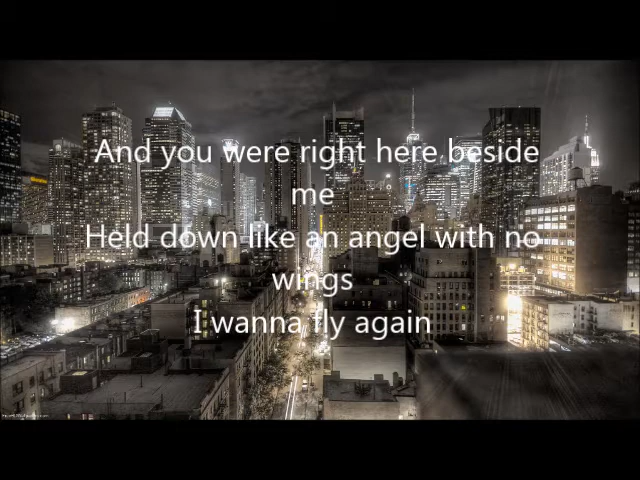 And you were right here beside
me
Held down like an angel with no
wings
I wanna fly again